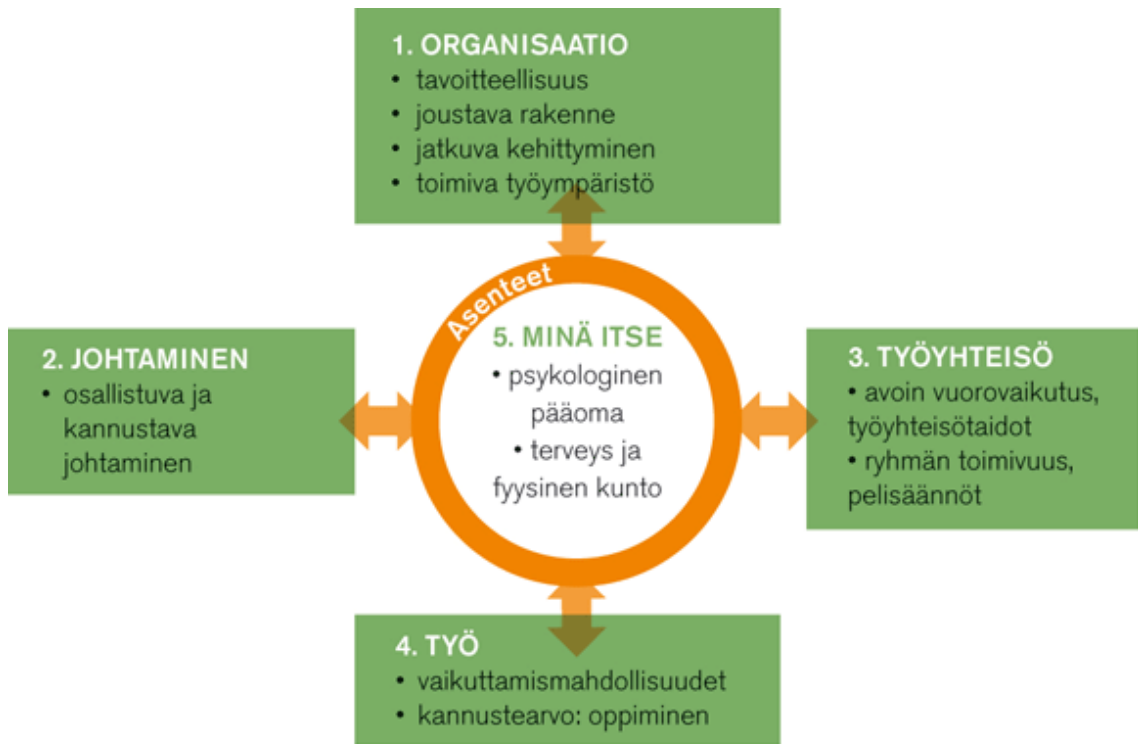 1. ORGANISAATIO
• tavoitteellisuus
• joustava rakenne
• jatkuva kehittyminen
• toimiva työympäristö
Asenteet
2. JOHTAMINEN
• osallistuva ja
kannustava
johtaminen
5. MINÄ ITSE
• psykologinen
pääoma
• terveys ja
fyysinen kunto
3. TYÖYHTEISÖ
• avoin vuorovaikutus,
työyhteisötaidot
• ryhmän toimivuus,
pelisäännöt
4. TYÖ
• vaikuttamismahdollisuudet
• kannustearvo: oppiminen